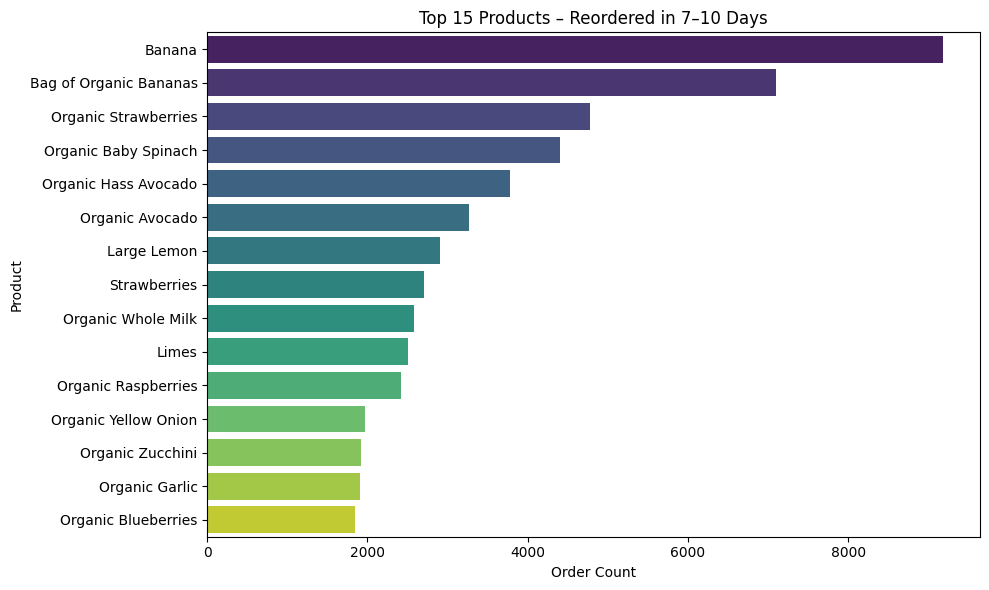 Top 15 Products – Reordered in 7–10 Days
Product
Banana
Bag of Organic Bananas
Organic Strawberries
Organic Baby Spinach
Organic Hass Avocado
Organic Avocado
Large Lemon
Strawberries
Organic Whole Milk
Limes
Organic Raspberries
Organic Yellow Onion
Organic Zucchini
Organic Garlic
Organic Blueberries
0 2000 4000 6000 8000
Order Count